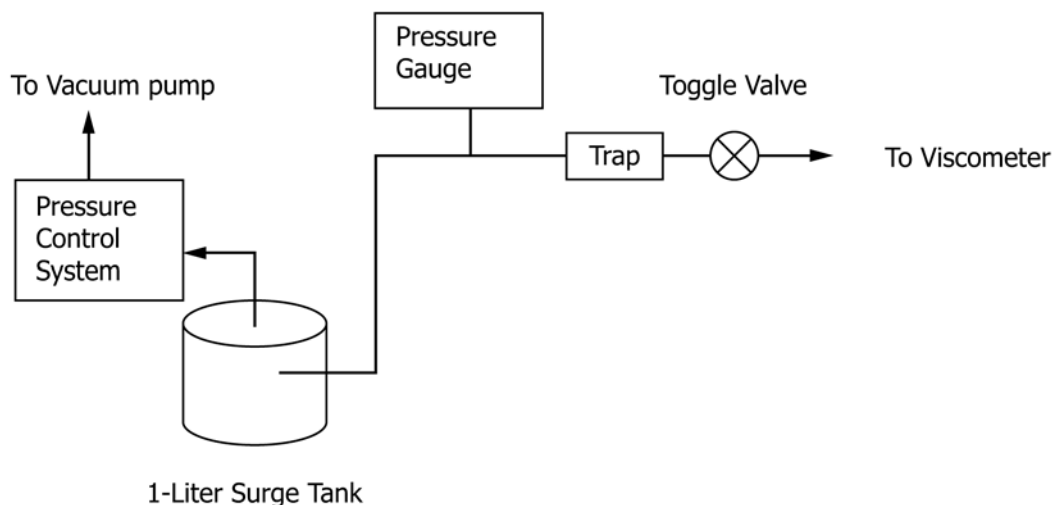 Pressure
Gauge
To Vacuum pump
Toggle Valve
Trap
To Viscometer
Pressure
Control
System
1-Liter Surge Tank